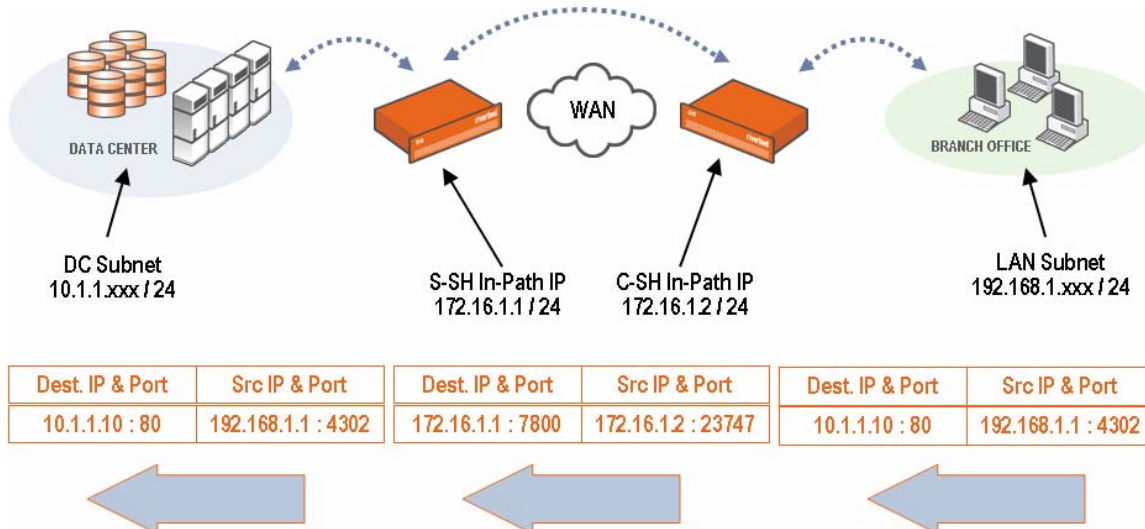 WAN
riverbed
riverbed
DATA CENTER
BRANCH OFFICE
DC Subnet
10.1.1.xxx / 24
S-SH In-Path IP
172.16.1.1 / 24
C-SH In-Path IP
172.16.1.2 / 24
LAN Subnet
192.168.1.xxx / 24
Dest. IP & Port Src IP & Port
10.1.1.10 : 80 192.168.1.1 : 4302
Dest. IP & Port Src IP & Port
172.16.1.1 : 7800 172.16.1.2 : 23747
Dest. IP & Port Src IP & Port
10.1.1.10 : 80 192.168.1.1 : 4302